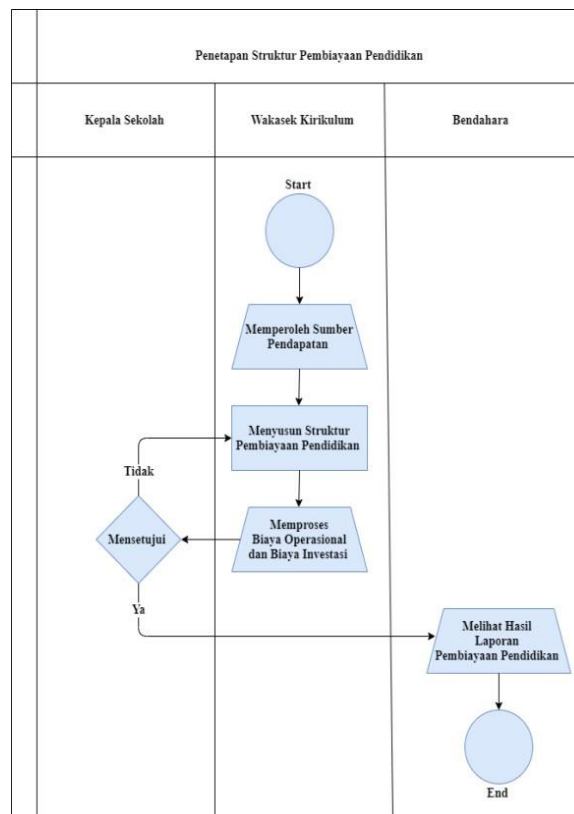 Penetapan Struktur Pembiayaan Pendidikan
Kepala Sekolah
Wakasek Kirikulum
Bendahara
Start
Memperoleh Sumber
Pendapatan
Menyusun Struktur
Pembiayaan Pendidikan
Tidak
Mensetujui
Memproses
Biaya Operasional
dan Biaya Investasi
Ya
Melihat Hasil
Laporan
Pembiayaan Pendidikan
End